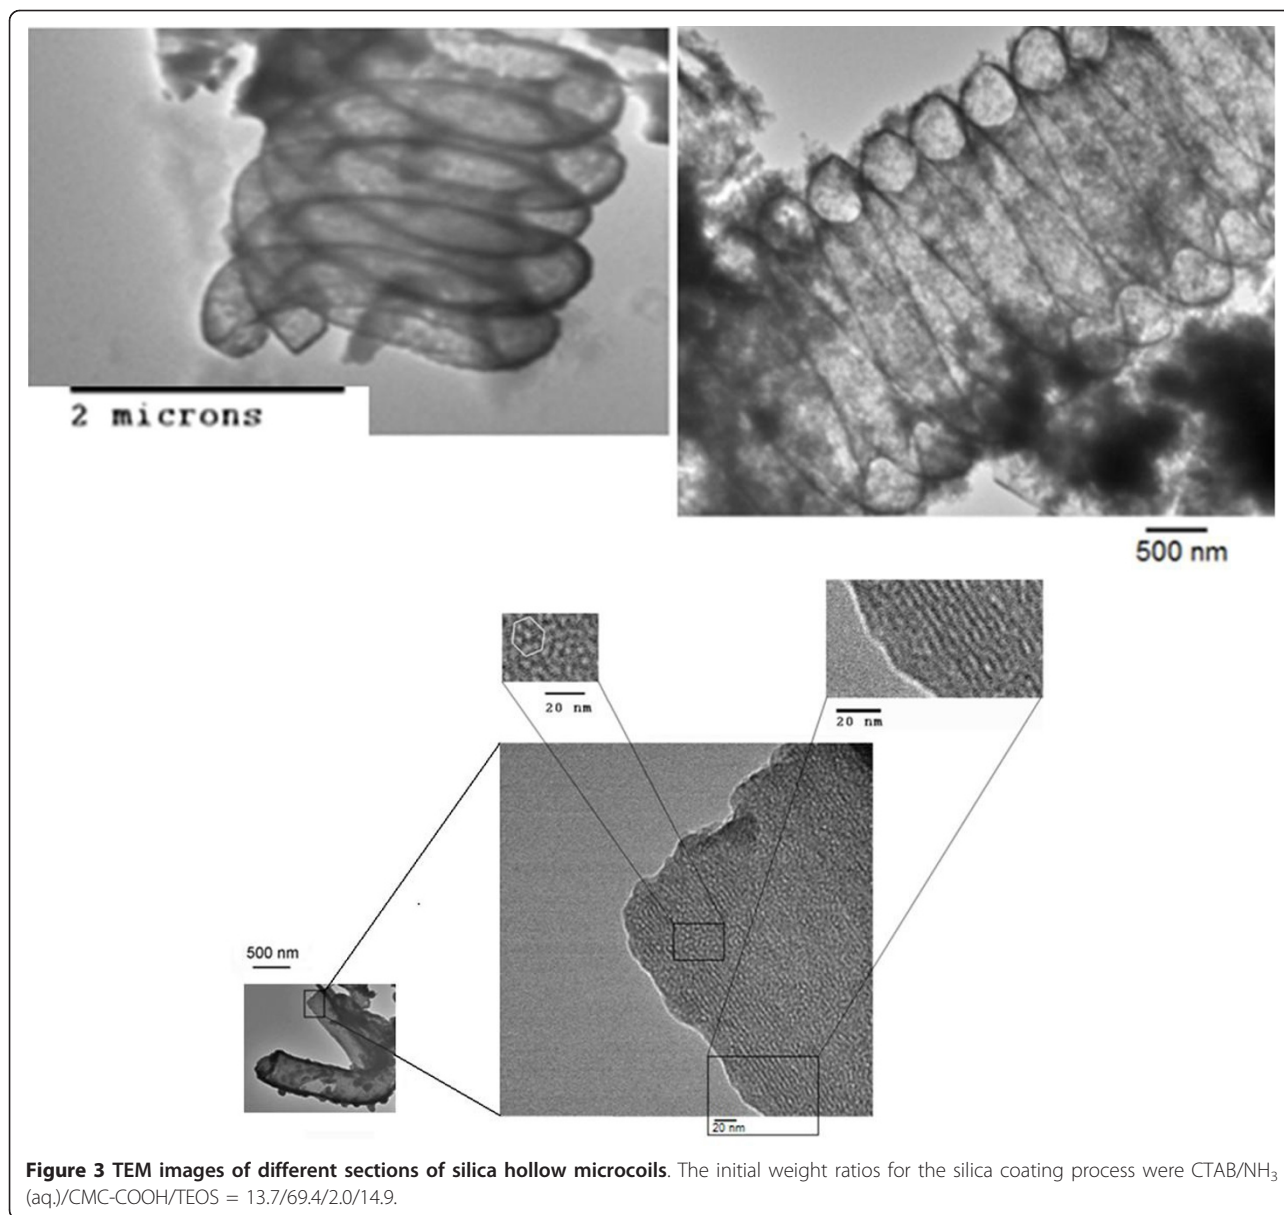 2 microns
500 nm
20 nm
20 nm
500 nm
20 nm
Figure 3 TEM images of different sections of silica hollow microcoils. The initial weight ratios for the silica coating process were CTAB/NH3
(aq.)/CMC-COOH/TEOS = 13.7/69.4/2.0/14.9.